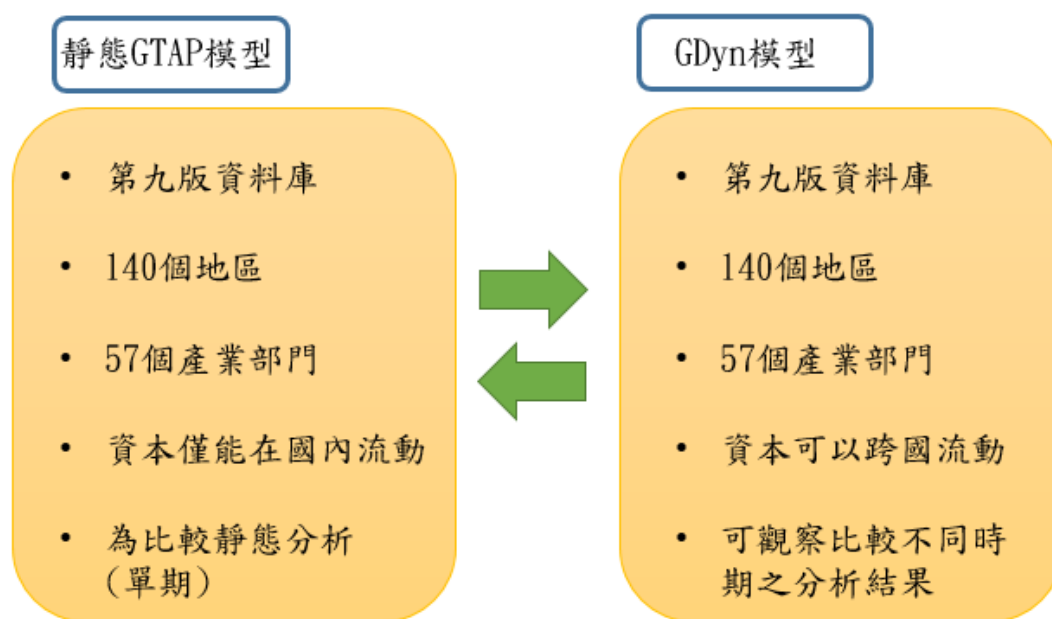 靜態GTAP模型
• 第九版資料庫
• 140個地區
• 57個產業部門
• 資本僅能在國內流動
• 為比較靜態分析
(單期)
GDyn模型
• 第九版資料庫
• 140個地區
• 57個產業部門
• 資本可以跨國流動
• 可觀察比較不同時
期之分析結果